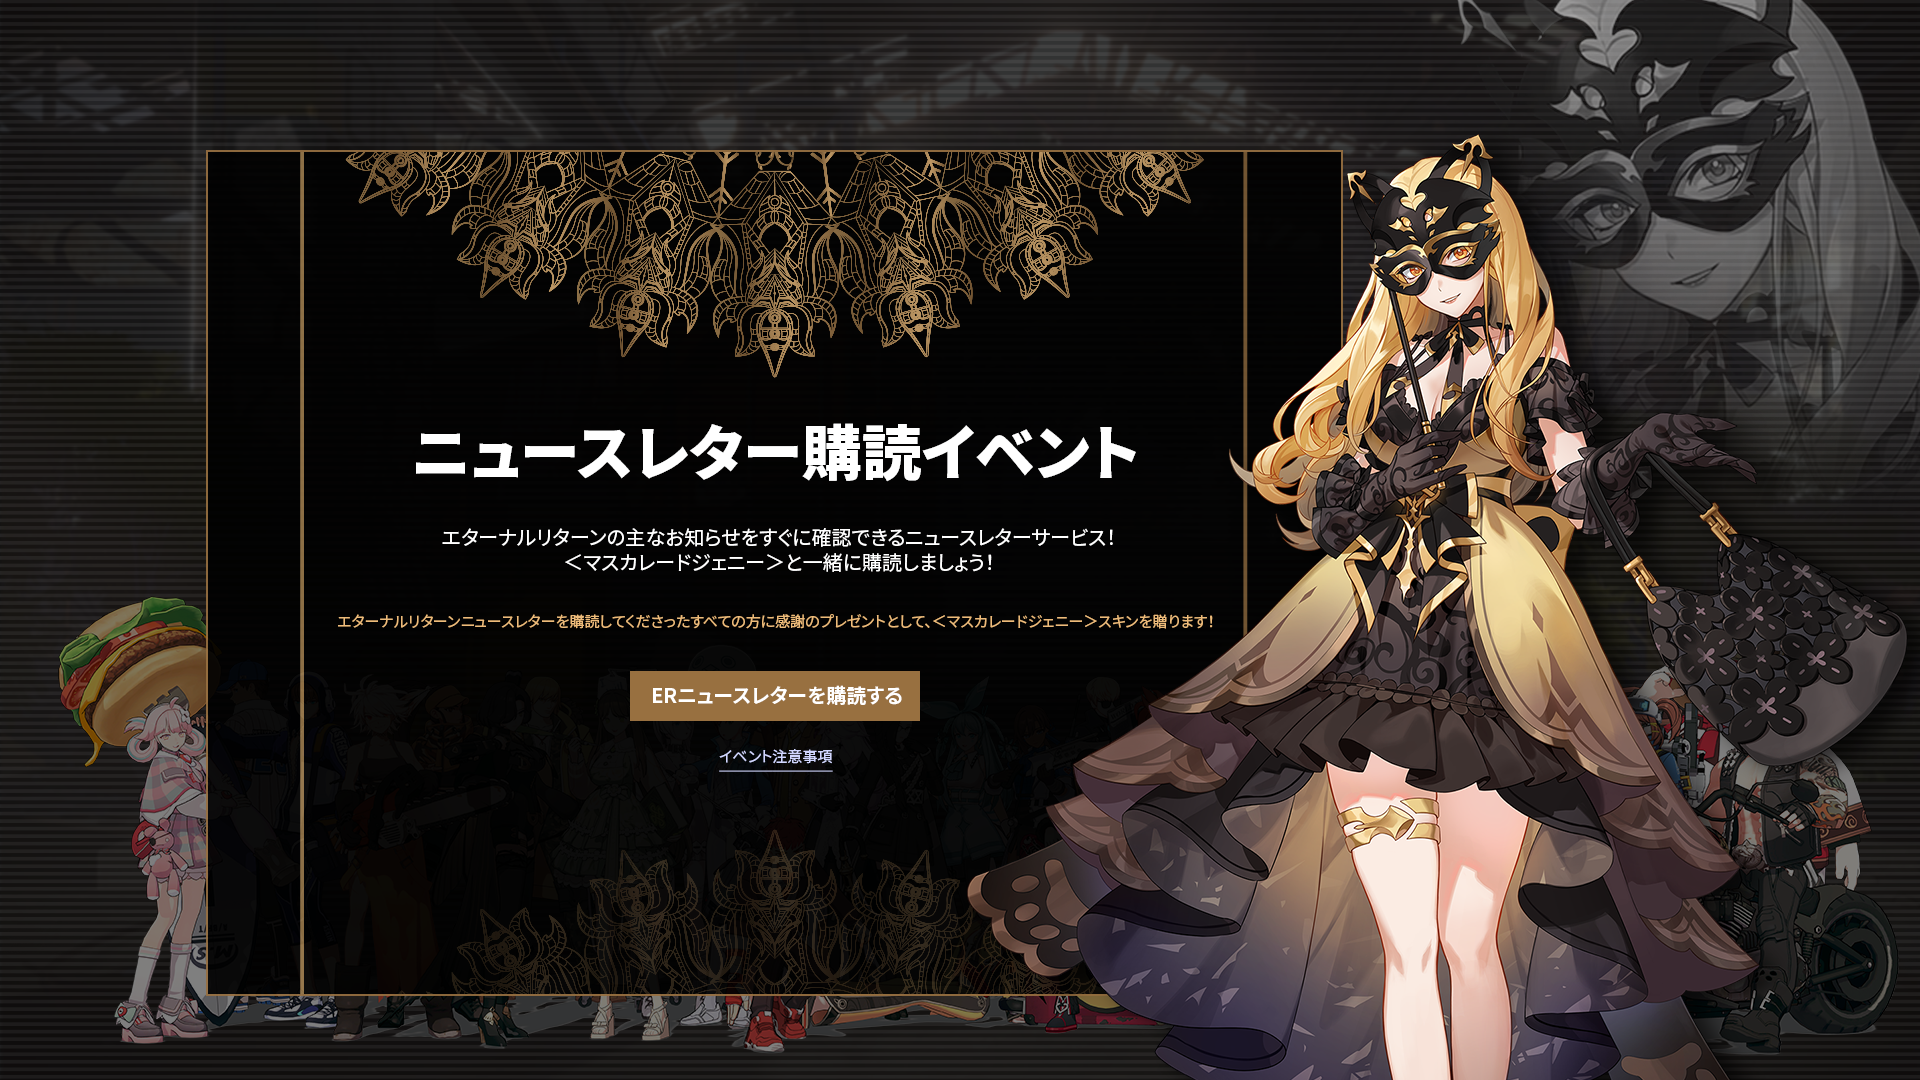 ニュースレター購読イベント
エターナルリターンの主なお知らせをすぐに確認できるニュースレターサービス！
＜マスカレードジェニー＞と一緒に購読しましょう！
エターナルリターンニュースレターを購読してくださったすべての方に感謝のプレゼントとして、＜マスカレードジェニー＞スキンを贈ります！
ERニュースレターを購読する
イベント注意事項